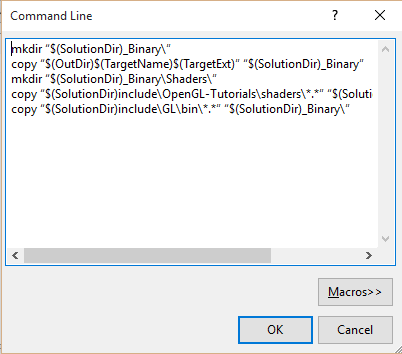 Command Line
? ×
mkdir “$(SolutionDir)_Binary\“
copy “$(OutDir)$(TargetName)$(TargetExt)“ “$(SolutionDir)_Binary“
mkdir “$(SolutionDir)_Binary\Shaders\“
copy “$(SolutionDir)include\OpenGL-Tutorials\shaders\*.*“ “$(Soluti
copy “$(SolutionDir)include\GL\bin\*.*“ “$(SolutionDir)_Binary\“
Macros>>
OK Cancel